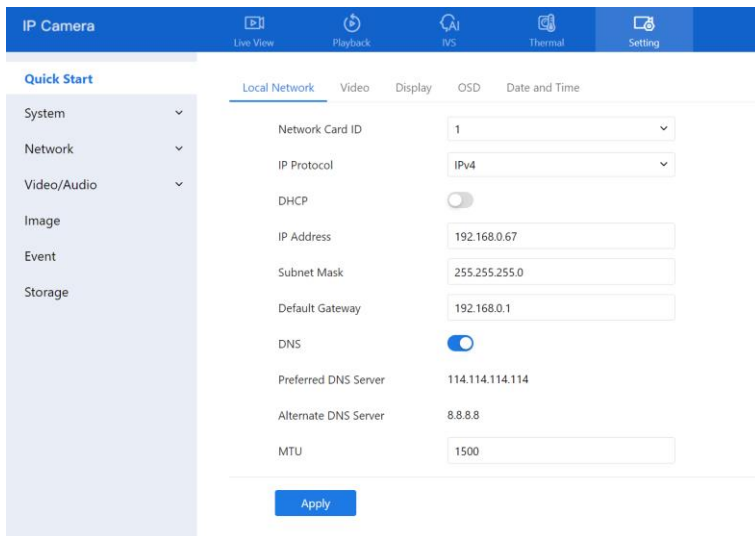 IP Camera
Live View Playback IVS Thermal Setting
Quick Start
System
Network
Video/Audio
Image
Event
Storage
Local Network Video Display OSD Date and Time
Network Card ID 1
IP Protocol IPv4
DHCP
IP Address 192.168.0.67
Subnet Mask 255.255.255.0
Default Gateway 192.168.0.1
DNS
Preferred DNS Server 114.114.114.114
Alternate DNS Server 8.8.8.8
MTU 1500
Apply